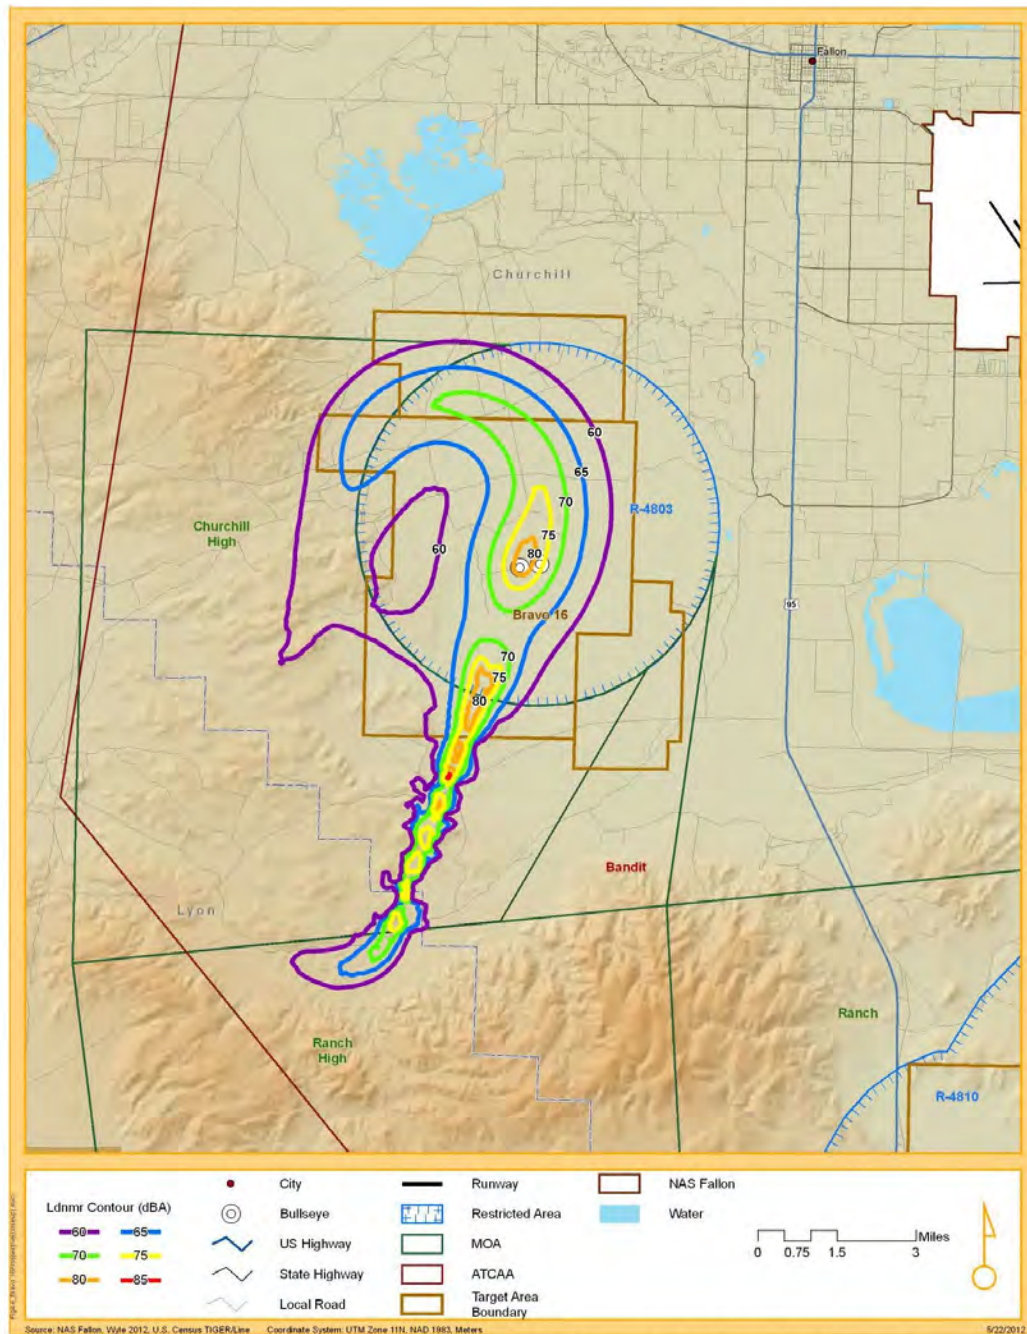 Fallon
Churchill
60
65
R-4803
70
Churchill
High
60
75
80
Bravo 16
95
70
75
80
Bandit
Lyon
Ranch
Ranch
High
R-4810
Ldnmr Contour (dBA)
60 65
70 75
80 85
City
Bullseye
US Highway
State Highway
Local Road
Runway
Restricted Area
MOA
ATCAA
Target Area
Boundary
NAS Fallon
Water
Miles
0 0.75 1.5 3
Source: NAS Fallon, Wyle 2012, U.S. Census TIGER/Line Coordinate System: UTM Zone 11N, NAD 1983, Meters
5/22/2012